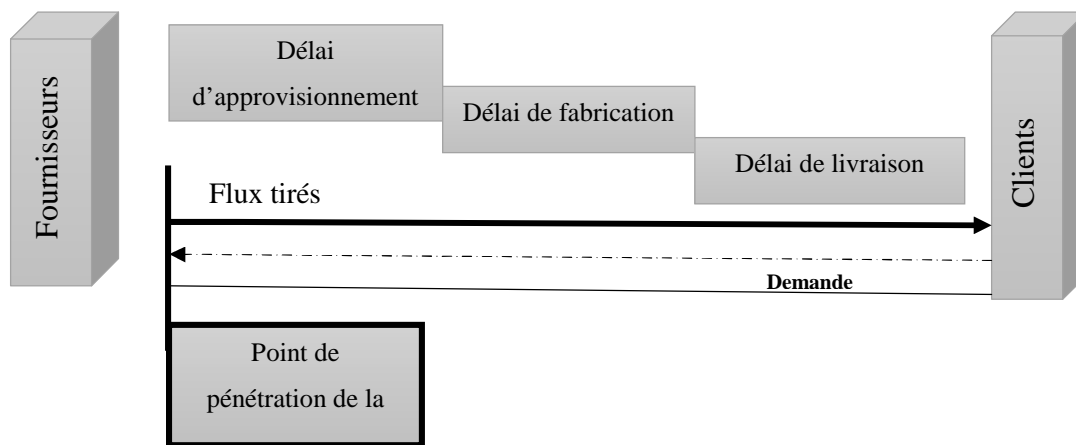 Fournisseurs
Délai
d’approvisionnement
Délai de fabrication
Délai de livraison
Clients
Flux tirés
Demande
Point de
pénétration de la